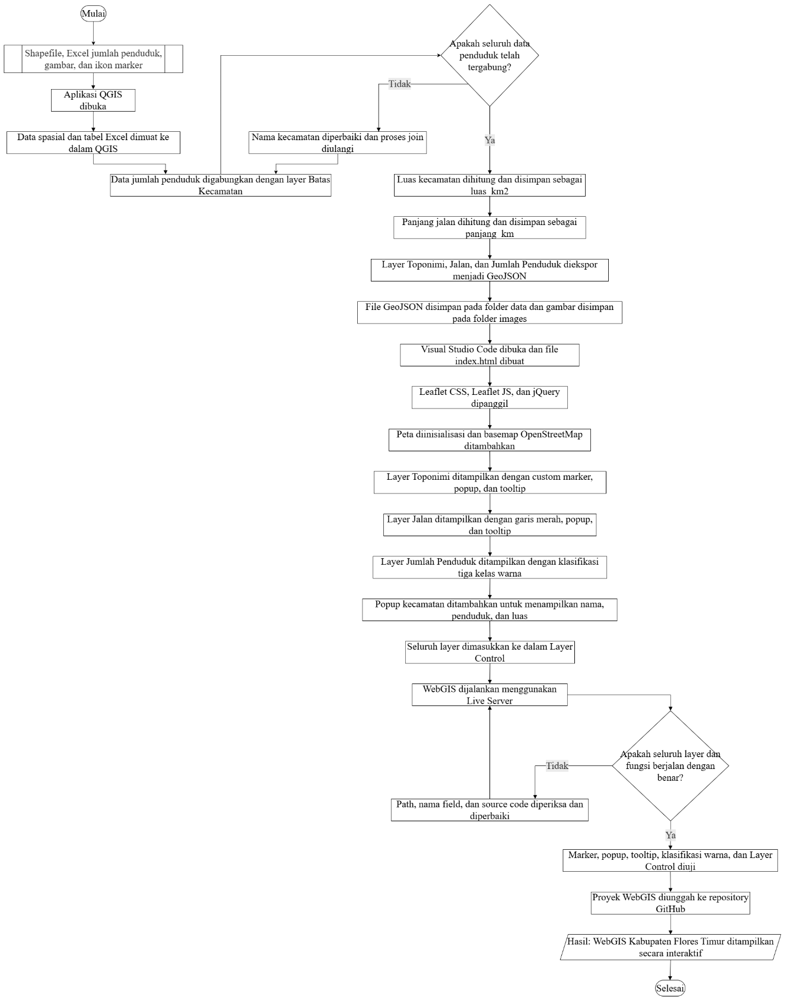 Mulai
Shapefile, Excel jumlah penduduk,
gambar, dan ikon marker
Aplikasi QGIS
dibuka
Data spasial dan tabel Excel dimuat ke
dalam QGIS
Data jumlah penduduk digabungkan dengan layer Batas
Kecamatan
Apakah seluruh data
penduduk telah
tergabung?
Tidak
Nama kecamatan diperbaiki dan proses join
diulangi
Ya
Luas kecamatan dihitung dan disimpan sebagai
luas_km2
Panjang jalan dihitung dan disimpan sebagai
panjang_km
Layer Toponimi, Jalan, dan Jumlah Penduduk diekspor
menjadi GeoJSON
File GeoJSON disimpan pada folder data dan gambar disimpan
pada folder images
Visual Studio Code dibuka dan file
index.html dibuat
Leaflet CSS, Leaflet JS, dan jQuery
dipanggil
Peta diinisialisasi dan basemap OpenStreetMap
ditambahkan
Layer Toponimi ditampilkan dengan custom marker,
popup, dan tooltip
Layer Jalan ditampilkan dengan garis merah, popup,
dan tooltip
Layer Jumlah Penduduk ditampilkan dengan klasifikasi
tiga kelas warna
Popup kecamatan ditambahkan untuk menampilkan nama,
penduduk, dan luas
Seluruh layer dimasukkan ke dalam Layer
Control
WebGIS dijalankan menggunakan
Live Server
Apakah seluruh layer dan
fungsi berjalan dengan
benar?
Tidak
Path, nama field, dan source code diperiksa dan
diperbaiki
Ya
Marker, popup, tooltip, klasifikasi warna, dan Layer
Control diuji
Proyek WebGIS diunggah ke repository
GitHub
Hasil: WebGIS Kabupaten Flores Timur ditampilkan
secara interaktif
Selesai